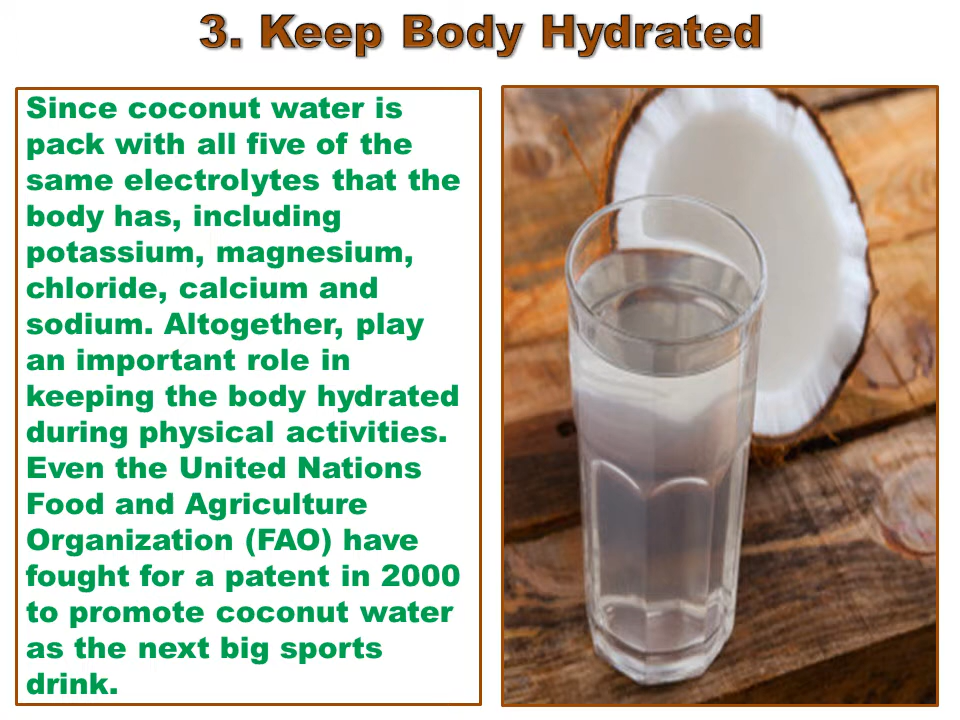 3. Keep Body Hydrated
Since coconut water is
pack with all five of the
same electrolytes that the
body has, including
potassium, magnesium,
chloride, calcium and
sodium. Altogether, play
an important role in
keeping the body hydrated
during physical activities.
Even the United Nations
Food and Agriculture
Organization (FAO) have
fought for a patent in 2000
to promote coconut water
as the next big sports
drink.